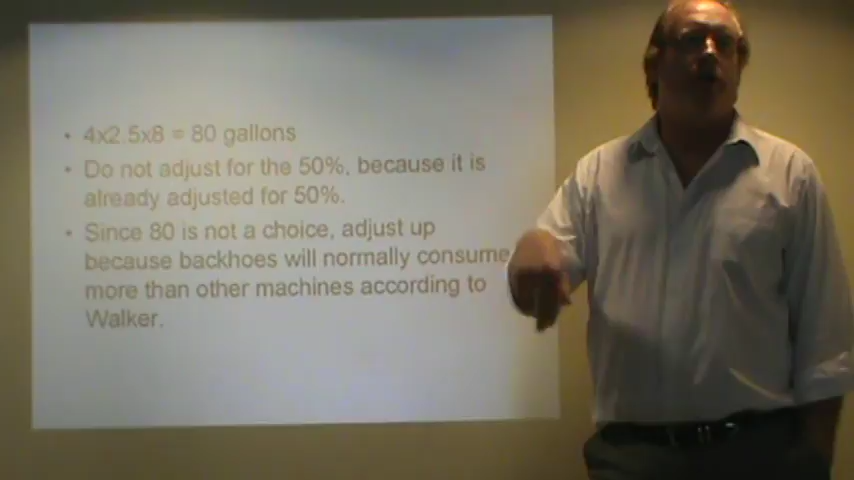 • 4x2.5x8 = 80 gallons
• Do not adjust for the 50%, because it is
already adjusted for 50%.
• Since 80 is not a choice, adjust up
because backhoes will normally consume
more than other machines according to
Walker.